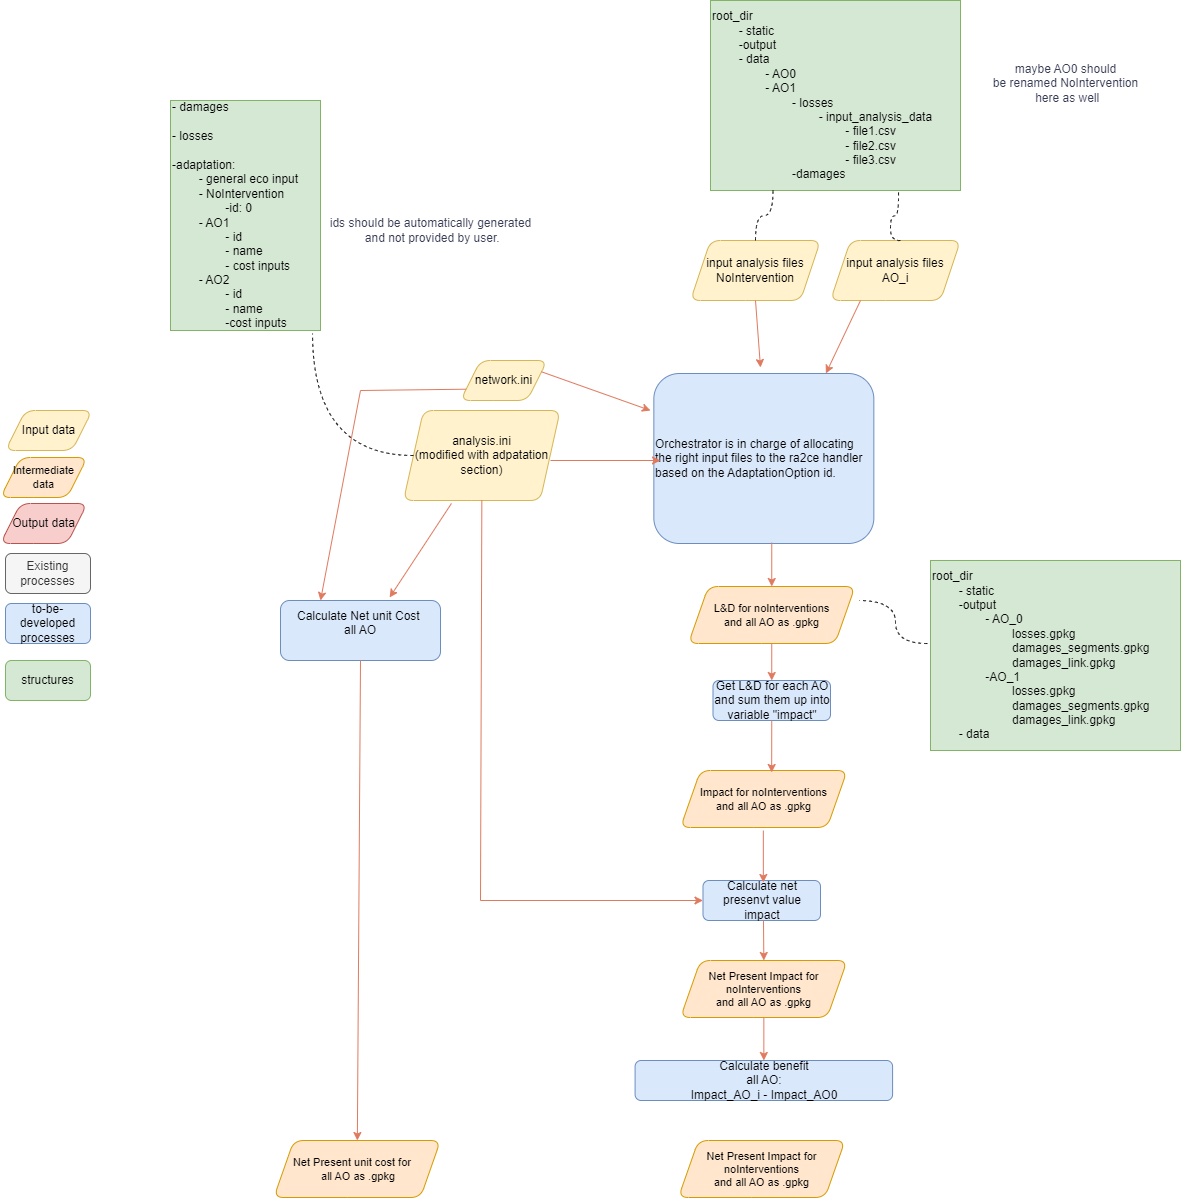 root_dir
- static
-output
- data
- AO0
- AO1
- losses
- input_analysis_data
- file1.csv
- file2.csv
- file3.csv
-damages
maybe AO0 should
be renamed NoIntervention
here as well
- damages
- losses
-adaptation:
- general eco input
- NoIntervention
-id: 0
- AO1
- id
- name
- cost inputs
- AO2
- id
- name
-cost inputs
ids should be automatically generated
and not provided by user.
input analysis files
NoIntervention
input analysis files
AO_i
network.ini
analysis.ini
(modified with adpatation
section)
Orchestrator is in charge of allocating
the right input files to the ra2ce handler
based on the AdaptationOption id.
Input data
Intermediate
data
Output data
Existing
processes
to-be-
developed
processes
structures
Calculate Net unit Cost
all AO
L&D for noInterventions
and all AO as .gpkg
root_dir
- static
-output
- AO_0
losses.gpkg
damages_segments.gpkg
damages_link.gpkg
-AO_1
losses.gpkg
damages_segments.gpkg
damages_link.gpkg
- data
Get L&D for each AO
and sum them up into
variable "impact"
Impact for noInterventions
and all AO as .gpkg
Calculate net
presenvt value
impact
Net Present Impact for
noInterventions
and all AO as .gpkg
Calculate benefit
all AO:
Impact_AO_i - Impact_AO0
Net Present unit cost for
all AO as .gpkg
Net Present Impact for
noInterventions
and all AO as .gpkg